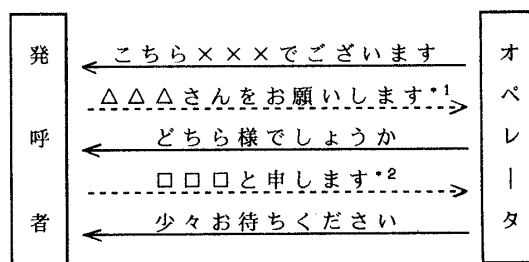 発呼者
こちら×××でございます
△△△さんをお願いします*1
どちら様でしょうか
□□□と申します*2
少々お待ちください
オペレータ